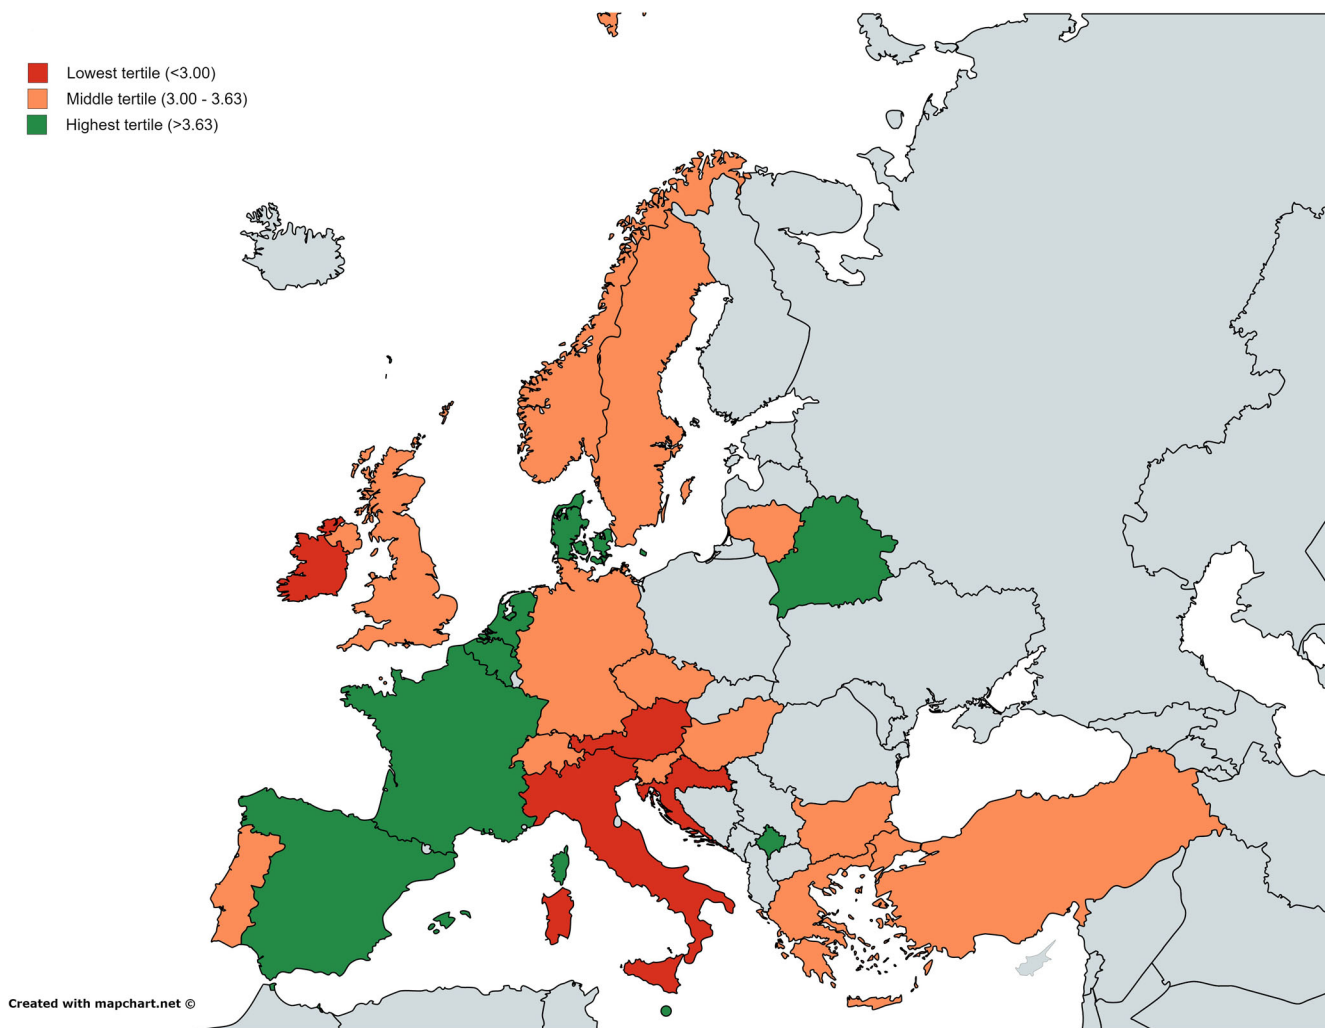 Lowest tertile (<3.00)
Middle tertile (3.00 - 3.63)
Highest tertile (>3.63)
Created with mapchart.net ©